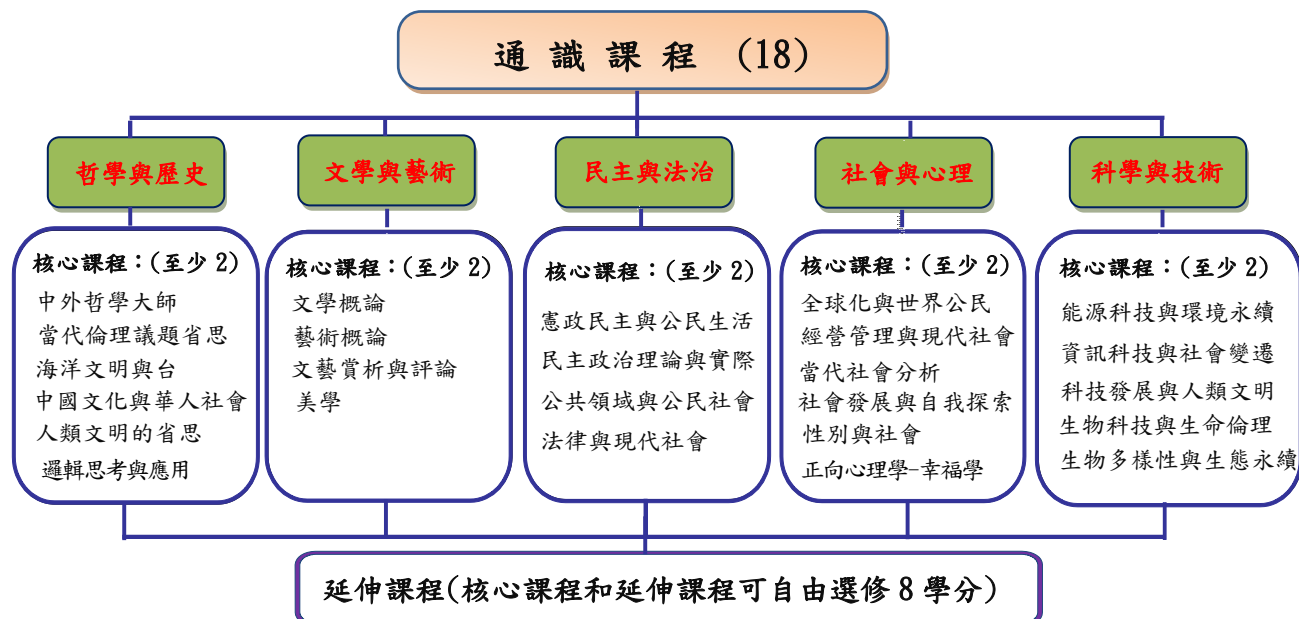 通 識 課 程 (18)
哲學與歷史
文學與藝術
民主與法治
社會與心理
科學與技術
核心課程：(至少 2)
中外哲學大師
當代倫理議題省思
海洋文明與台
中國文化與華人社會
人類文明的省思
邏輯思考與應用
核心課程：(至少 2)
文學概論
藝術概論
文藝賞析與評論
美學
核心課程：(至少 2)
憲政民主與公民生活
民主政治理論與實際
公共領域與公民社會
法律與現代社會
核心課程：(至少 2)
全球化與世界公民
經營管理與現代社會
當代社會分析
社會發展與自我探索
性別與社會
正向心理學-幸福學
核心課程：(至少 2)
能源科技與環境永續
資訊科技與社會變遷
科技發展與人類文明
生物科技與生命倫理
生物多樣性與生態永續
延伸課程(核心課程和延伸課程可自由選修 8 學分)